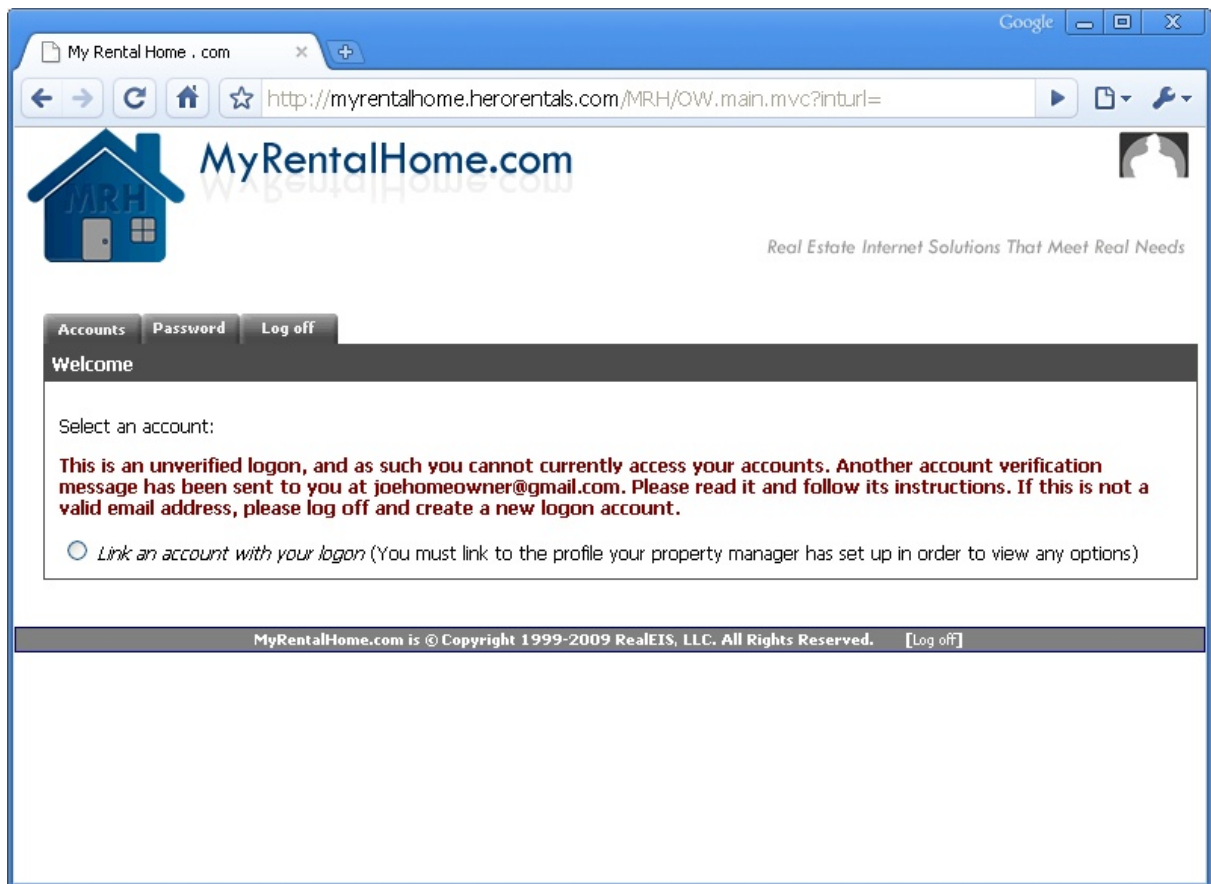 Google
My Rental Home . com
http://myrentalhome.herorentals.com/MRH/OW.main.mvc?inturl=
MRH
MyRentalHome.com
Real Estate Internet Solutions That Meet Real Needs
Accounts Password Log off
Welcome
Select an account:
This is an unverified logon, and as such you cannot currently access your accounts. Another account verification
message has been sent to you at joehomeowner@gmail.com. Please read it and follow its instructions. If this is not a
valid email address, please log off and create a new logon account.
Link an account with your logon (You must link to the profile your property manager has set up in order to view any options)
MyRentalHome.com is © Copyright 1999-2009 RealEIS, LLC. All Rights Reserved. [Log off]